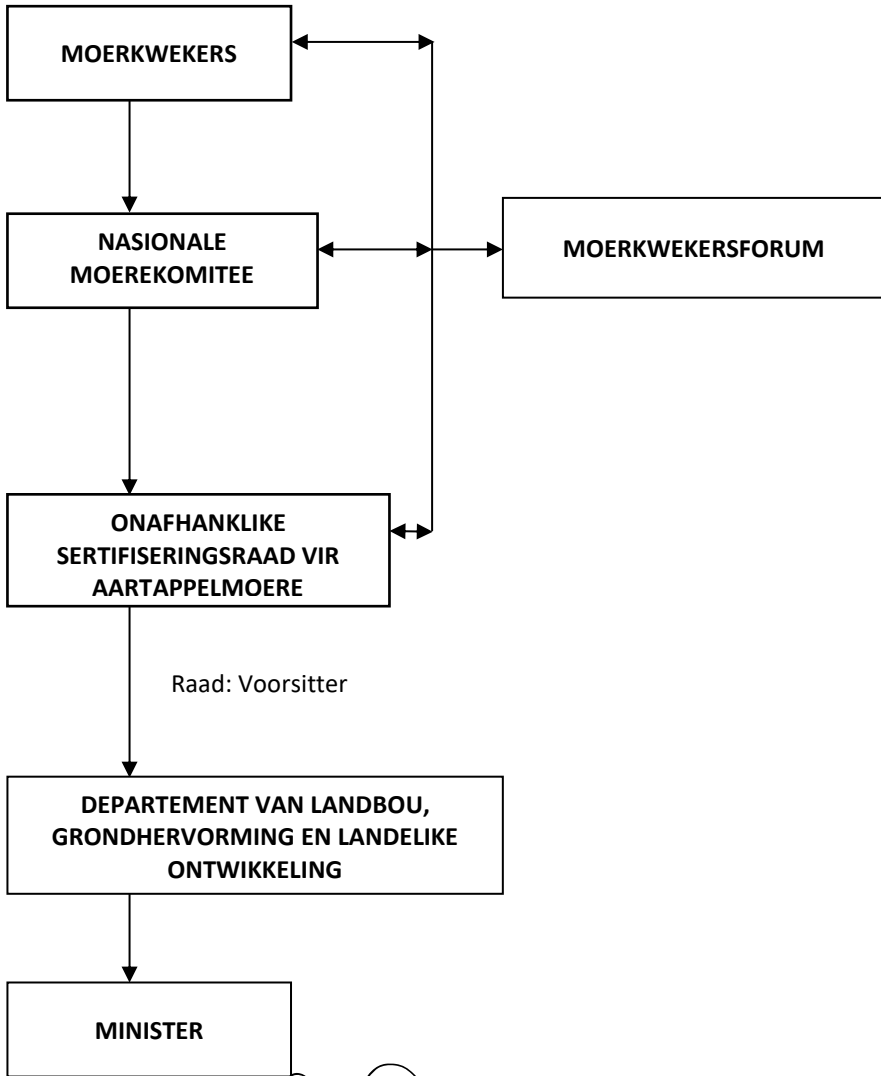 MOERKWEKERS
NASIONALE
MOEREKOMITEE
MOERKWEKERSFORUM
ONAFHANKLIKE
SERTIFISERINGSRAAD VIR
AARTAPPELMOERE
Raad: Voorsitter
DEPARTEMENT VAN LANDBOU,
GRONDHERVORMING EN LANDELIKE
ONTWIKKELING
MINISTER